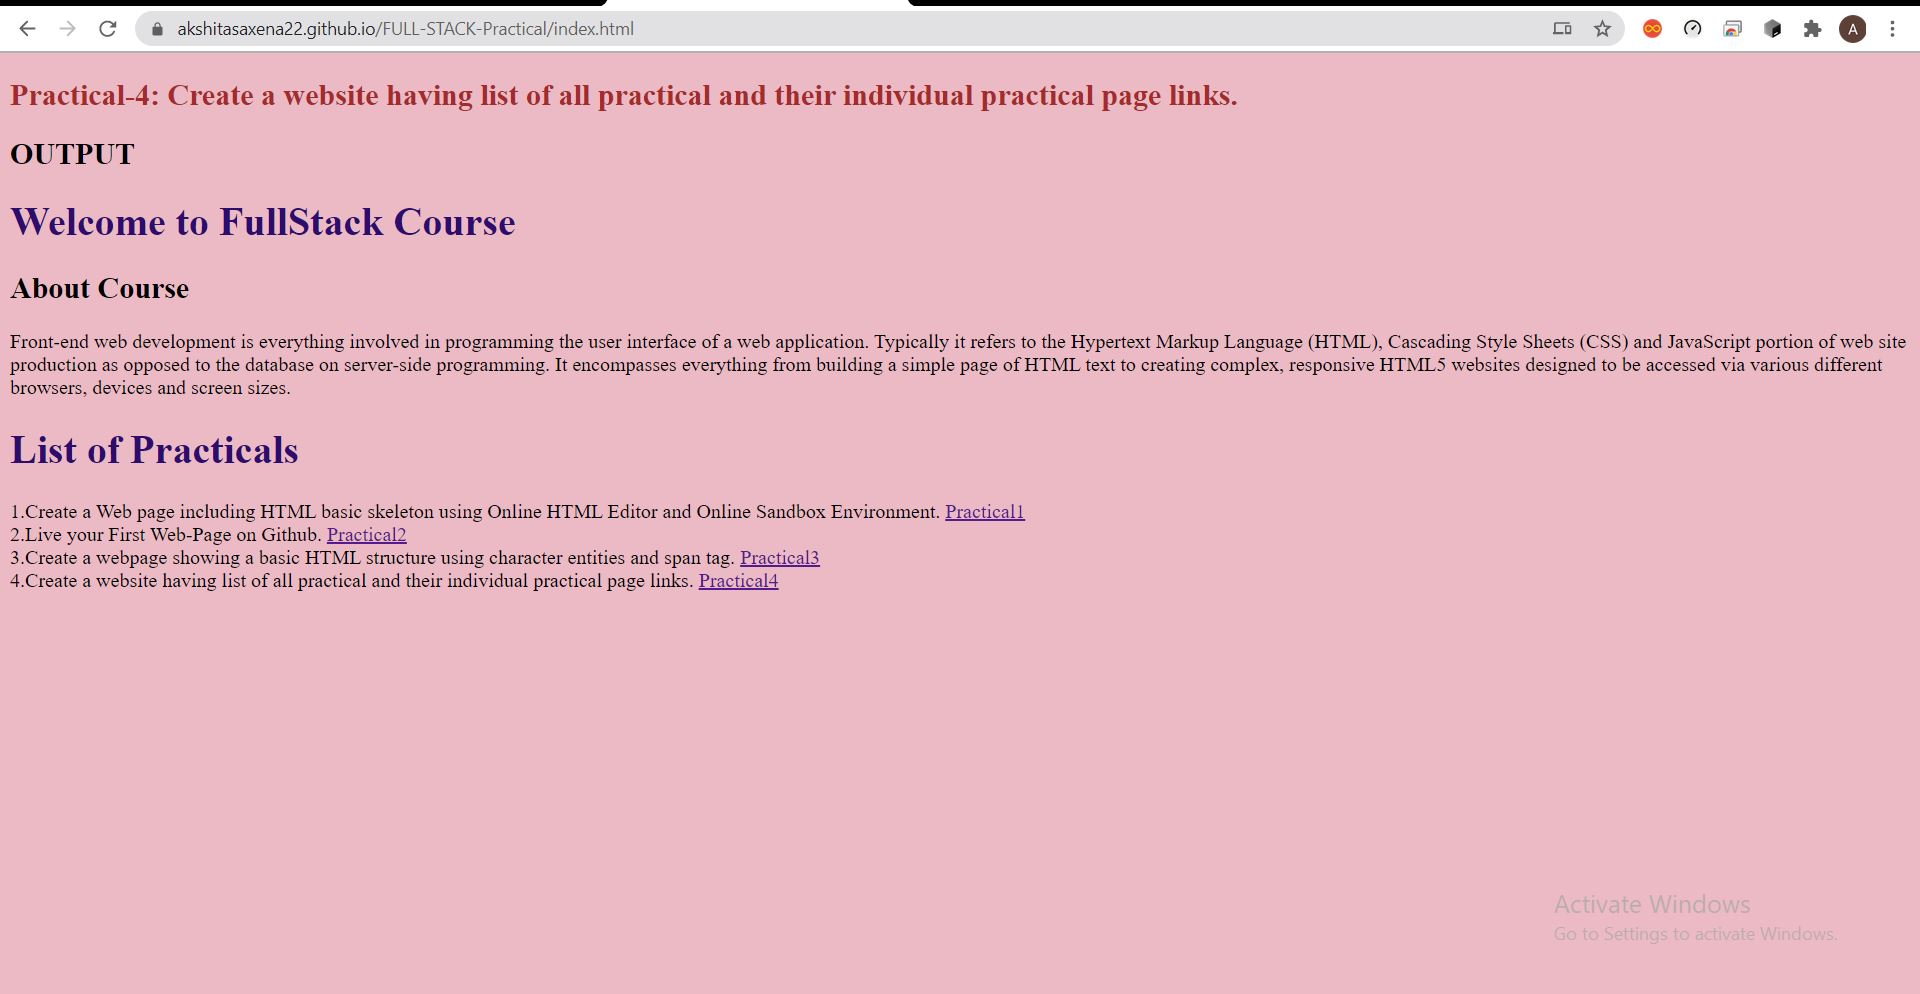 akshitasaxena22.github.io/FULL-STACK-Practical/index.html
A
Practical-4: Create a website having list of all practical and their individual practical page links.
OUTPUT
Welcome to FullStack Course
About Course
Front-end web development is everything involved in programming the user interface of a web application. Typically it refers to the Hypertext Markup Language (HTML), Cascading Style Sheets (CSS) and JavaScript portion of web site
production as opposed to the database on server-side programming. It encompasses everything from building a simple page of HTML text to creating complex, responsive HTML5 websites designed to be accessed via various different
browsers, devices and screen sizes.
List of Practicals
1.Create a Web page including HTML basic skeleton using Online HTML Editor and Online Sandbox Environment. Practical1
2.Live your First Web-Page on Github. Practical2
3.Create a webpage showing a basic HTML structure using character entities and span tag. Practical3
4.Create a website having list of all practical and their individual practical page links. Practical4
Activate Windows
Go to Settings to activate Windows.